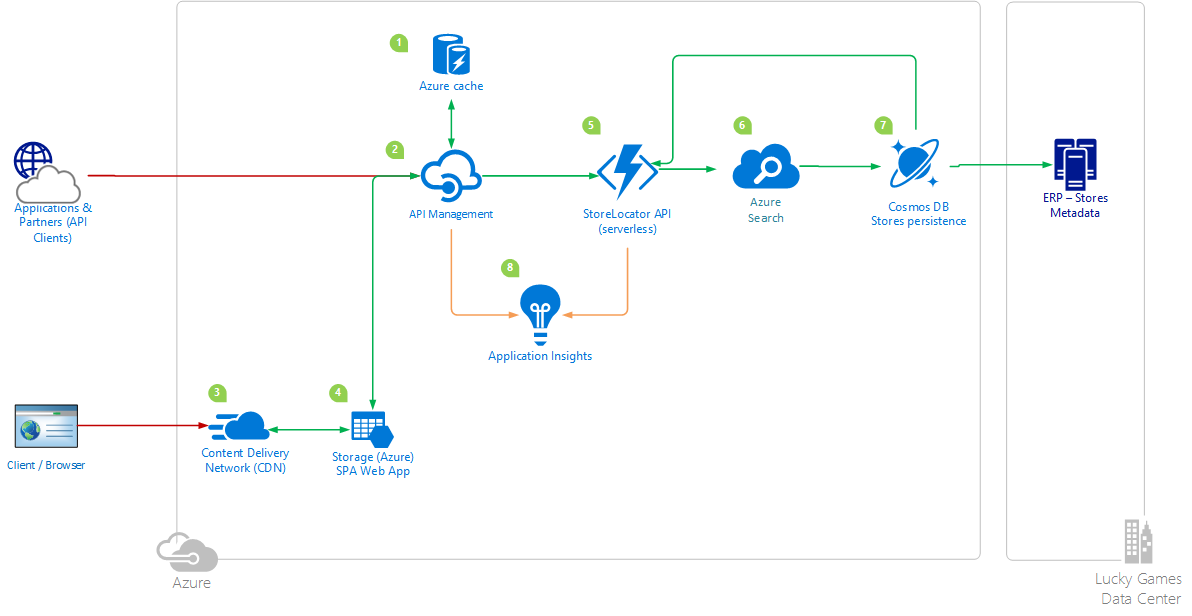 1
Azure cache
2
API Management
5
StoreLocator API
(serverless)
6
Azure
Search
7
Cosmos DB
Stores persistence
ERP – Stores
Metadata
Applications &
Partners (API
Clients)
8
Application Insights
3
Content Delivery
Network (CDN)
4
Storage (Azure)
SPA Web App
Client / Browser
Azure
Lucky Games
Data Center